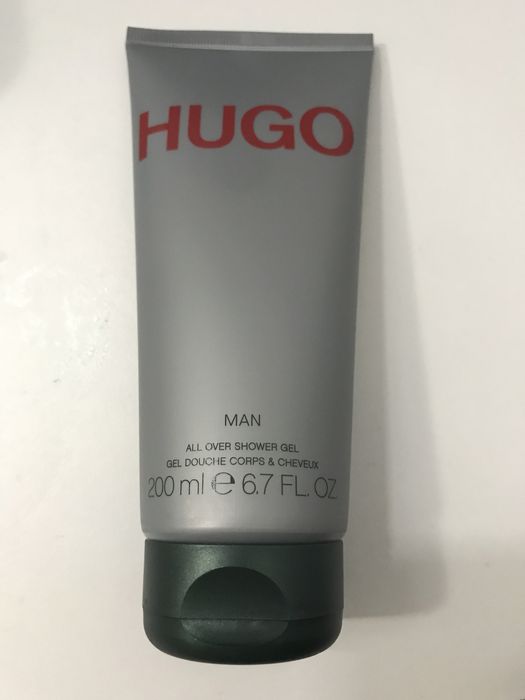 HUGO
MAN
ALL OVER SHOWER GEL
GEL DOUCHE CORPS & CHEVEUX
200 ml ℮ 6.7 FL. OZ.